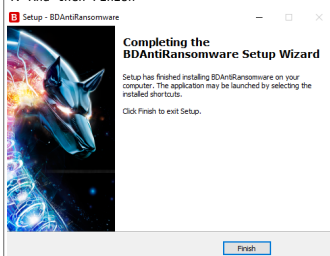 B Setup - BDAntiRansomware
Completing the
BDAntiRansomware Setup Wizard
Setup has finished installing BDAntiRansomware on your
computer. The application may be launched by selecting the
installed shortcuts.
Click Finish to exit Setup.
Finish